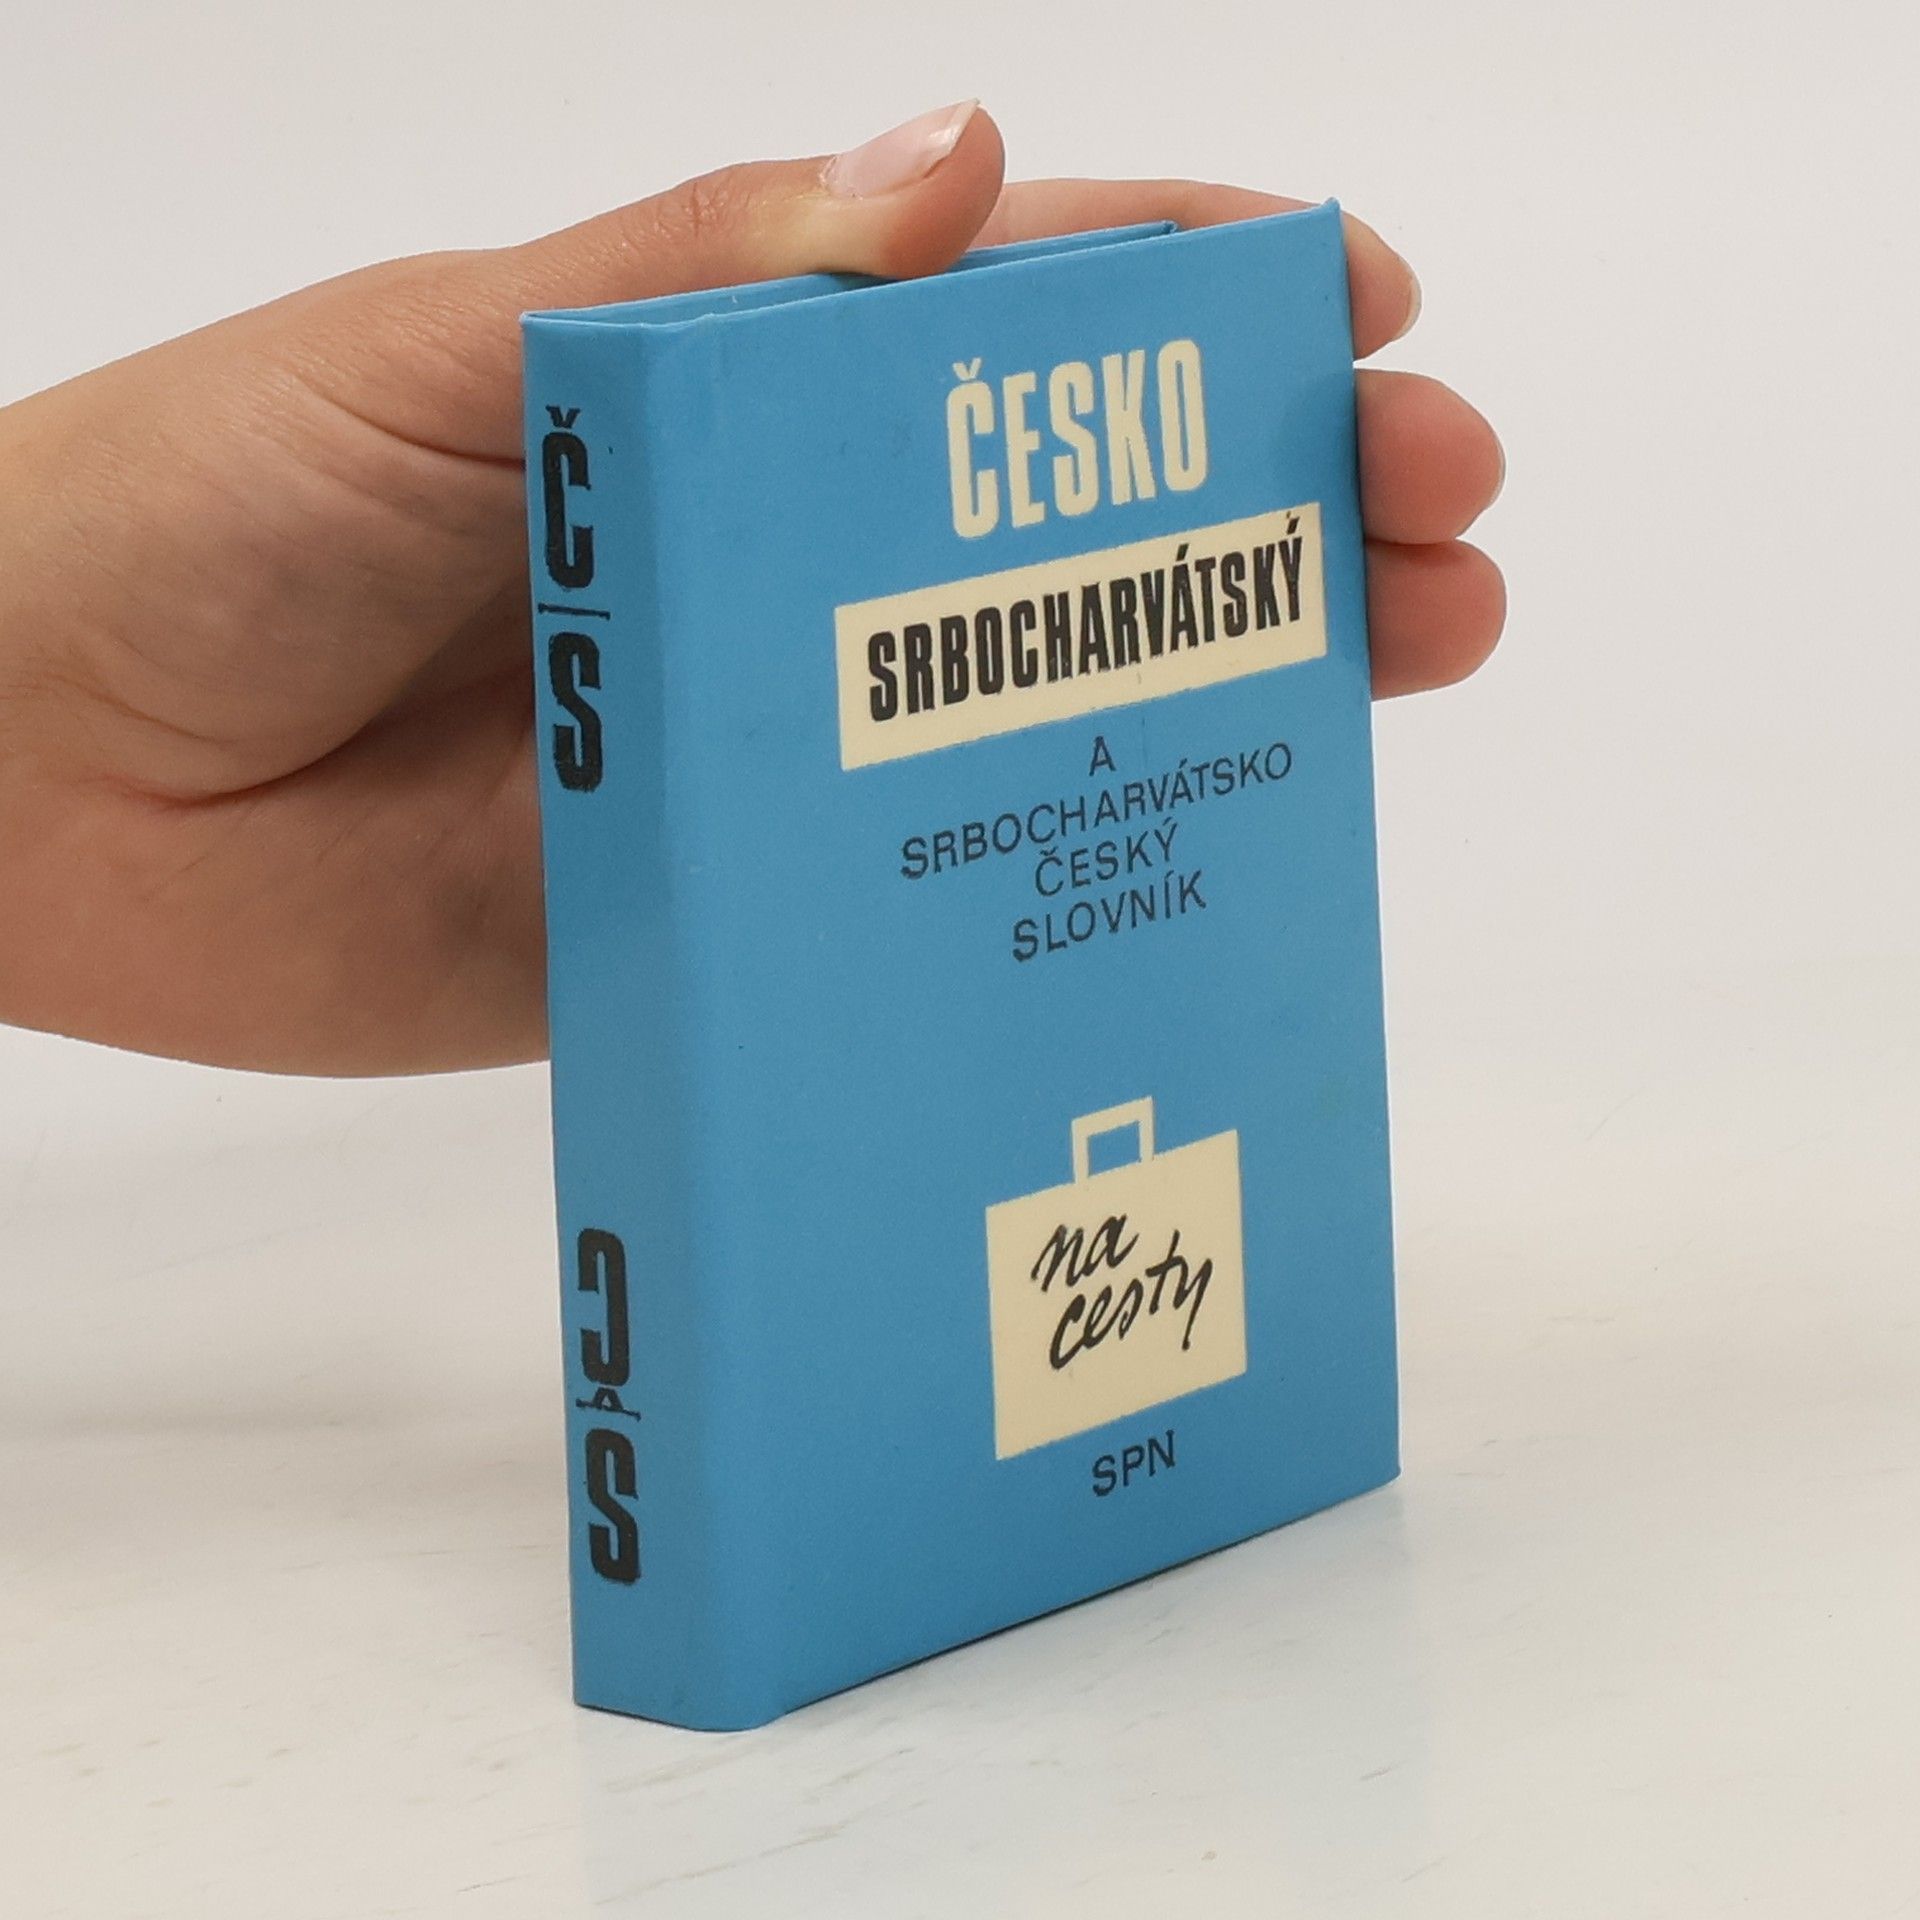 ČESKO
SRBOCHARVÁTSKÝ
A
SRBOCHARVÁTSKO
ČESKÝ
SLOVNÍK
na
cesty
SPN
Č
S
S
Č